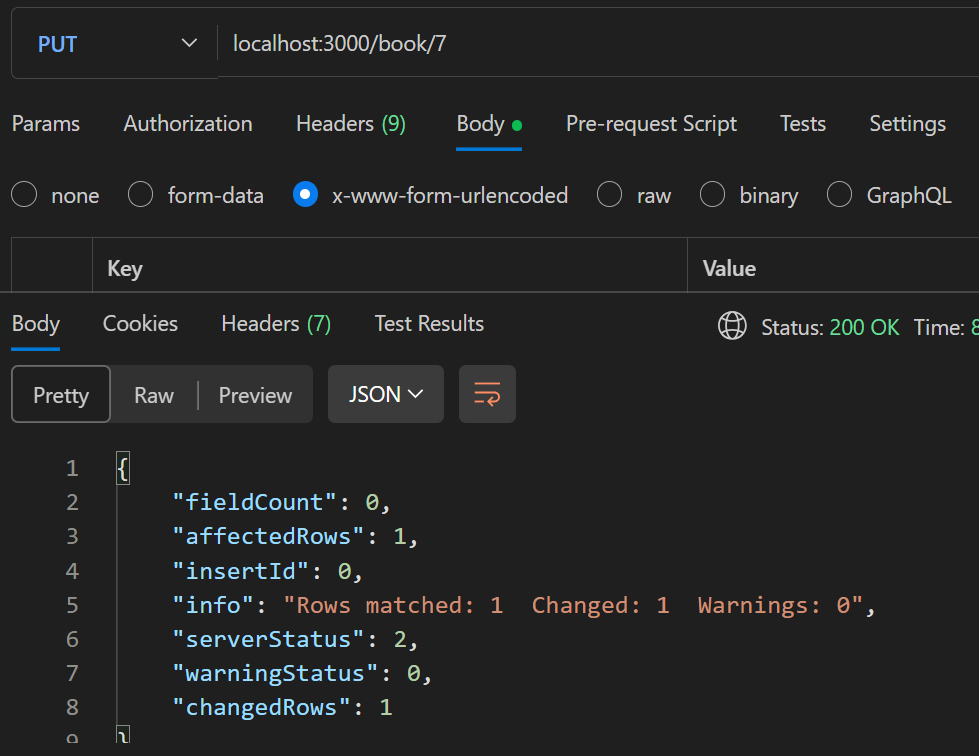 PUT localhost:3000/book/7
Params Authorization Headers (9) Body Pre-request Script Tests Settings
none form-data x-www-form-urlencoded raw binary GraphQL
Key Value
Body Cookies Headers (7) Test Results Status: 200 OK Time: 8
Pretty Raw Preview JSON
1 {
2 "fieldCount": 0,
3 "affectedRows": 1,
4 "insertId": 0,
5 "info": "Rows matched: 1  Changed: 1  Warnings: 0",
6 "serverStatus": 2,
7 "warningStatus": 0,
8 "changedRows": 1
9 }